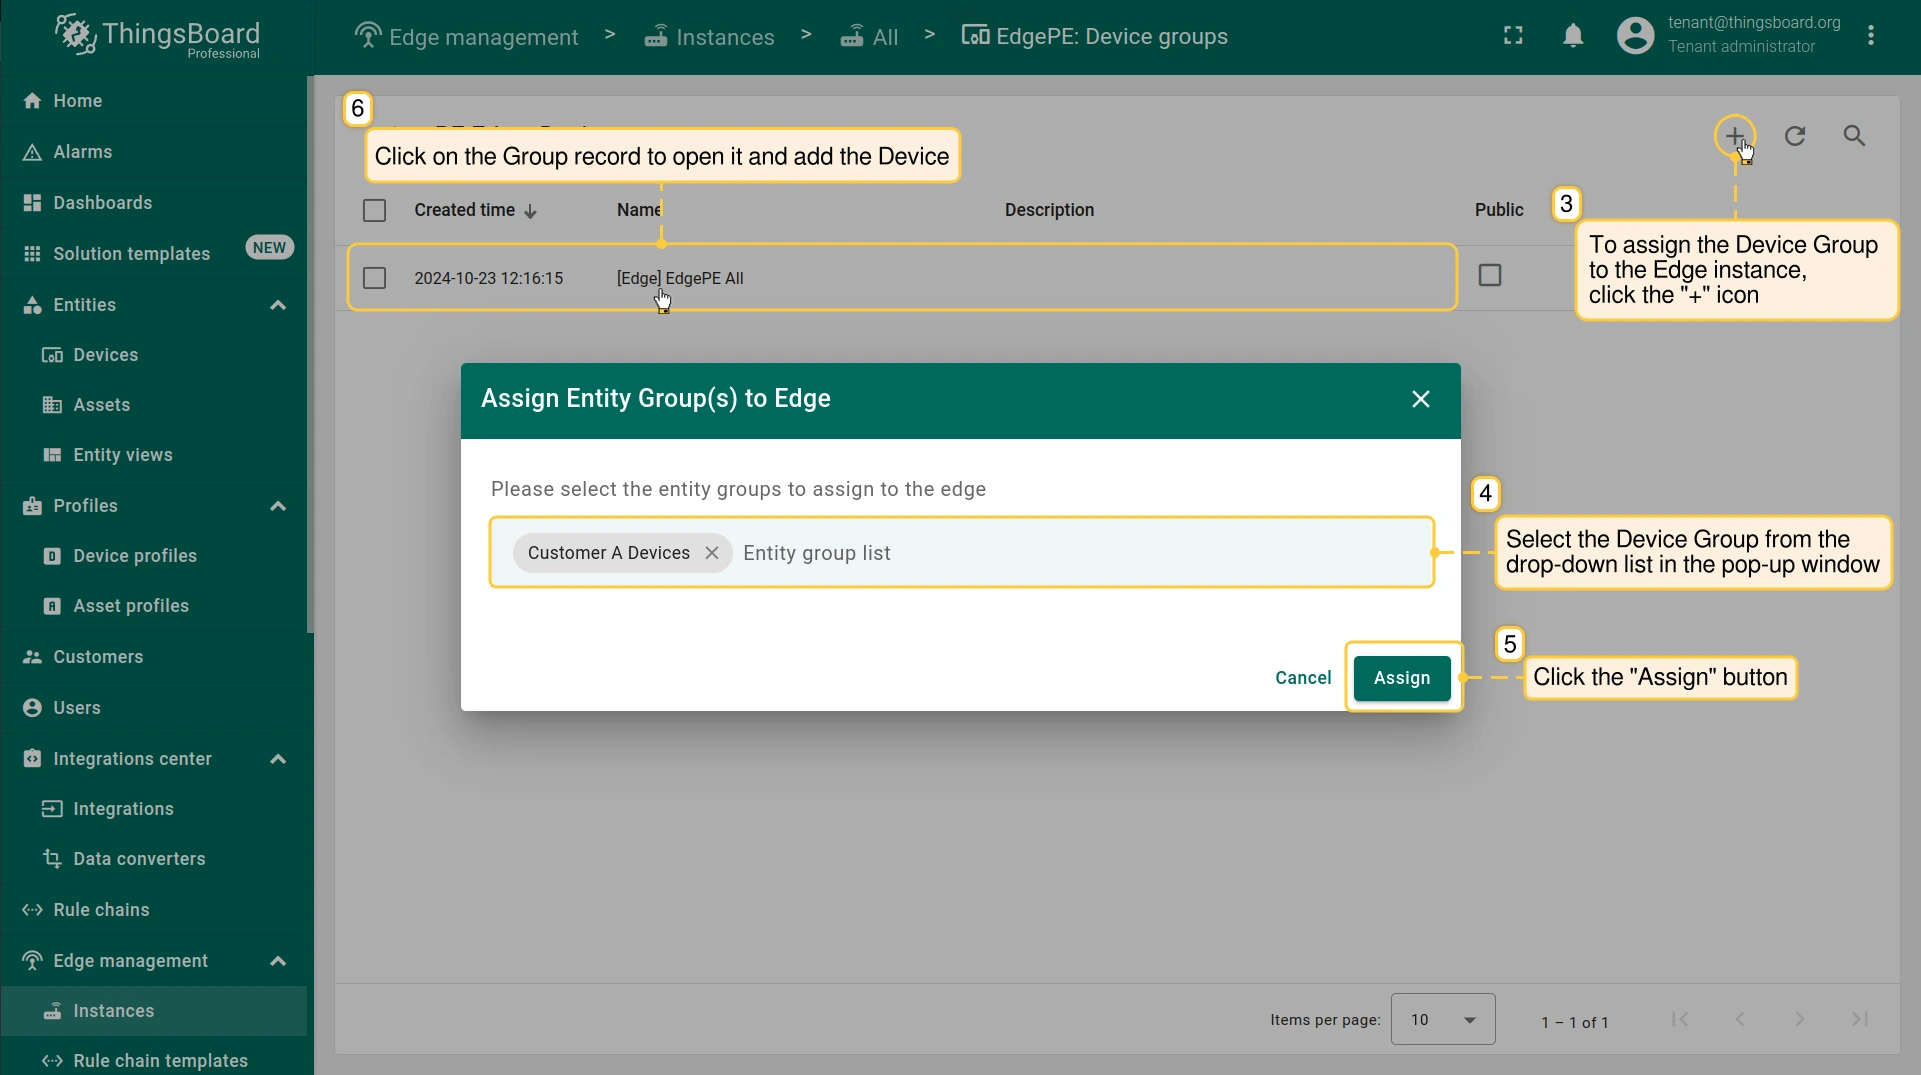 ThingsBoard
Professional
Edge management > Instances > All > EdgePE: Device groups
tenant@thingsboard.org
Tenant administrator
Home
Alarms
Dashboards
Solution templates NEW
Entities
Devices
Assets
Entity views
Profiles
Device profiles
Asset profiles
Customers
Users
Integrations center
Integrations
Data converters
Rule chains
Edge management
Instances
Rule chain templates
6
Click on the Group record to open it and add the Device
Created time Name Description Public
2024-10-23 12:16:15 [Edge] EdgePE All
3
To assign the Device Group
to the Edge instance,
click the "+" icon
Assign Entity Group(s) to Edge
Please select the entity groups to assign to the edge
Customer A Devices Entity group list
4
Select the Device Group from the
drop-down list in the pop-up window
Cancel Assign
5
Click the "Assign" button
Items per page: 10 1 – 1 of 1